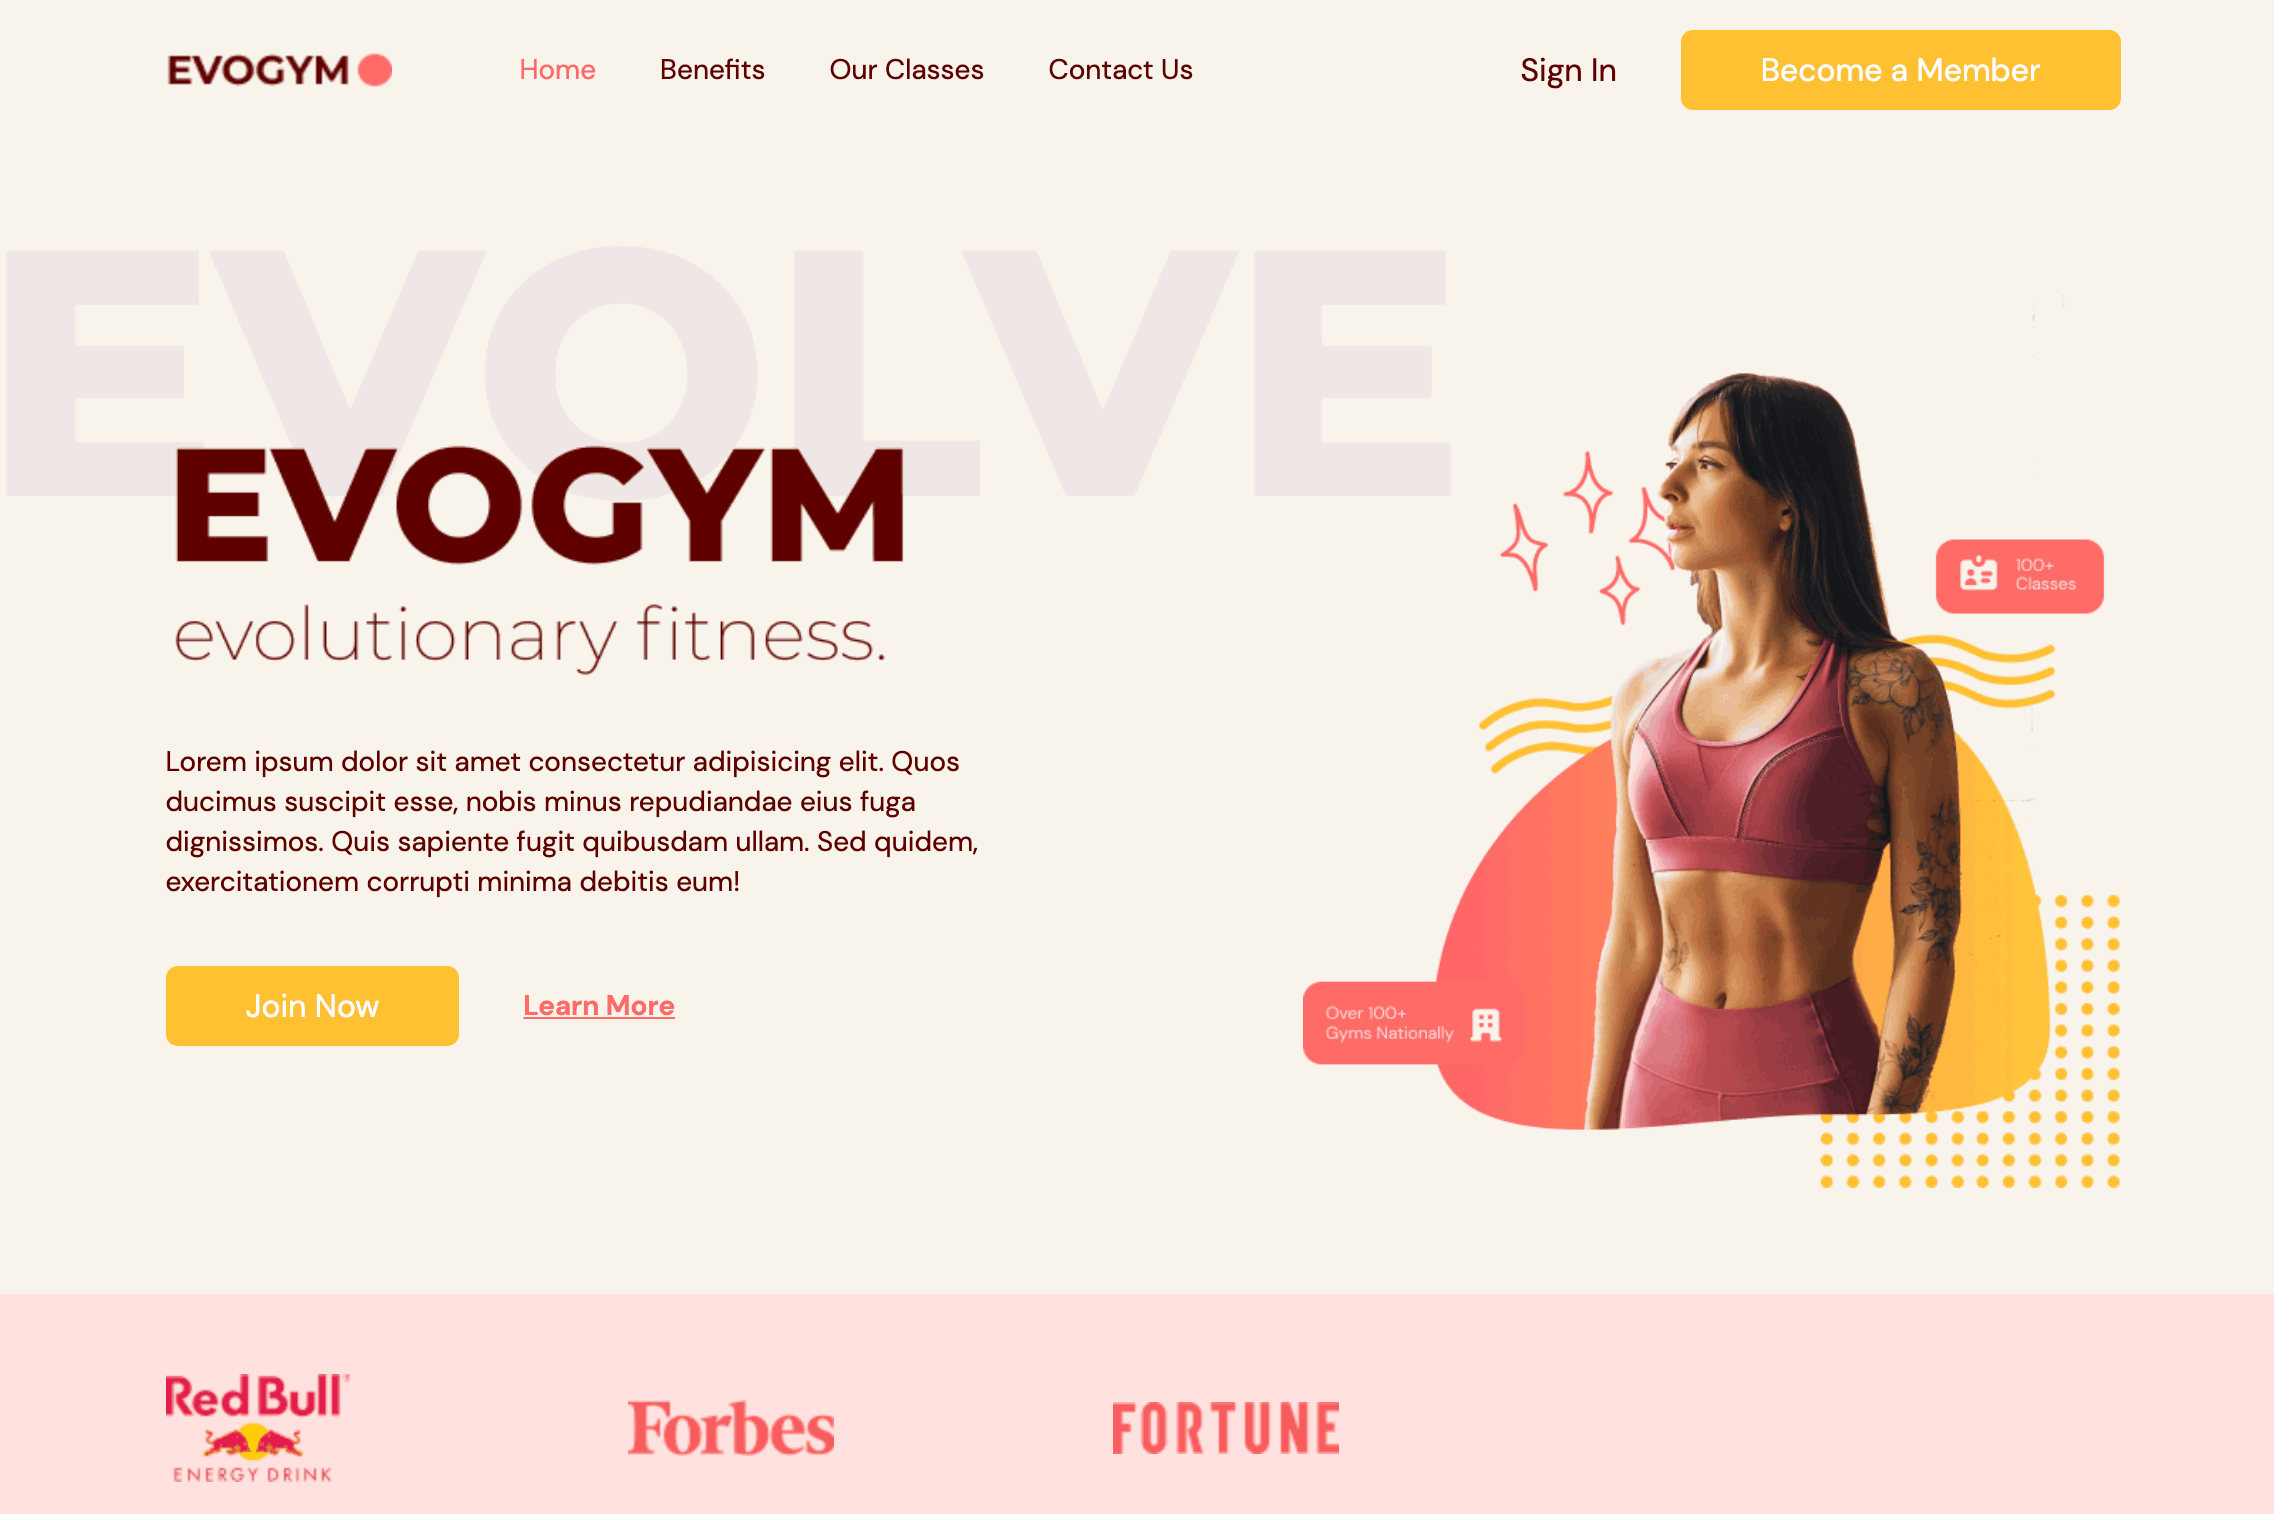 EVOGYM
Home
Benefits
Our Classes
Contact Us
Sign In
Become a Member
EVOLVE
EVOGYM
evolutionary fitness.
Lorem ipsum dolor sit amet consectetur adipisicing elit. Quos
ducimus suscipit esse, nobis minus repudiandae eius fuga
dignissimos. Quis sapiente fugit quibusdam ullam. Sed quidem,
exercitationem corrupti minima debitis eum!
Join Now
Learn More
100+
Classes
Over 100+
Gyms Nationally
Red Bull
ENERGY DRINK
Forbes
FORTUNE